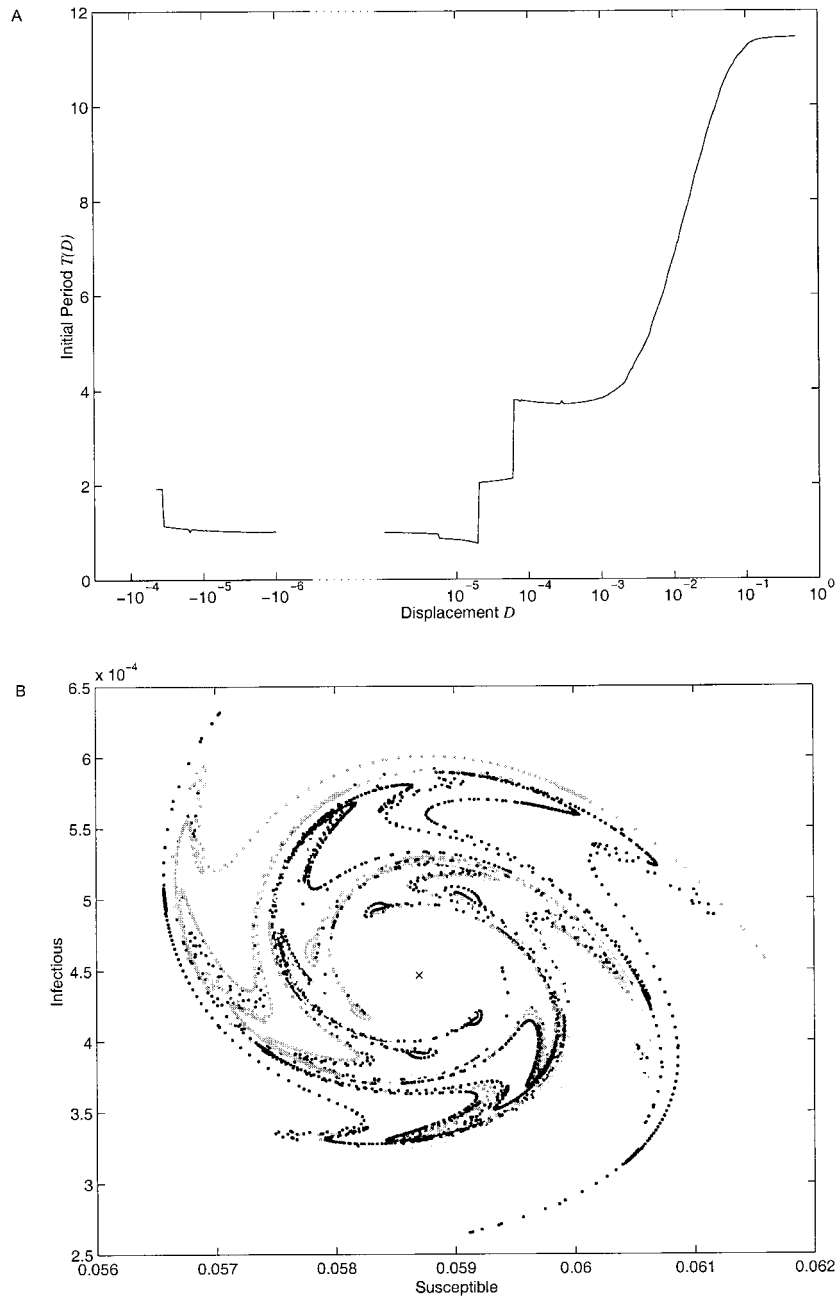 A
12
10
8
6
4
2
0
Initial Period T(D)
−10⁻⁴ −10⁻⁵ −10⁻⁶ 10⁻⁵ 10⁻⁴ 10⁻³ 10⁻² 10⁻¹ 10⁰
Displacement D
B
x 10⁻⁴
6.5
6
5.5
5
4.5
4
3.5
3
2.5
Infectious
0.056 0.057 0.058 0.059 0.06 0.061 0.062
Susceptible